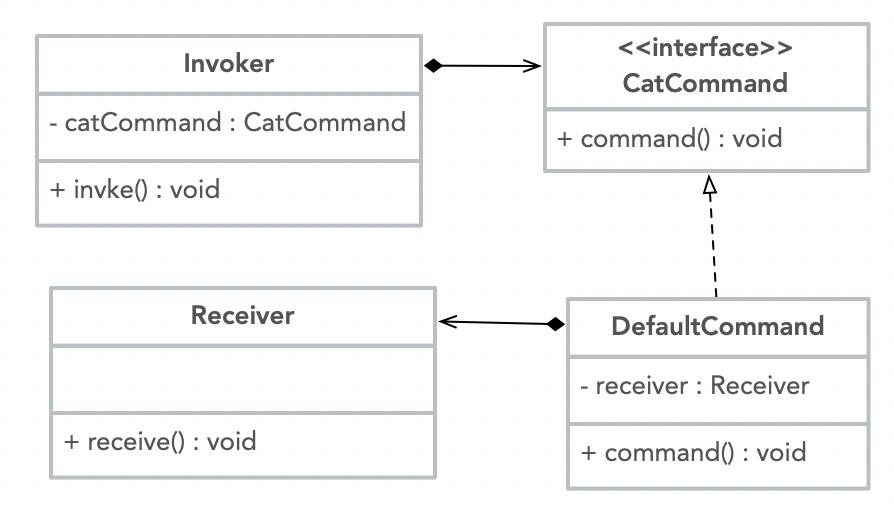 Invoker
- catCommand : CatCommand
+ invke() : void
<<interface>>
CatCommand
+ command() : void
Receiver
+ receive() : void
DefaultCommand
- receiver : Receiver
+ command() : void